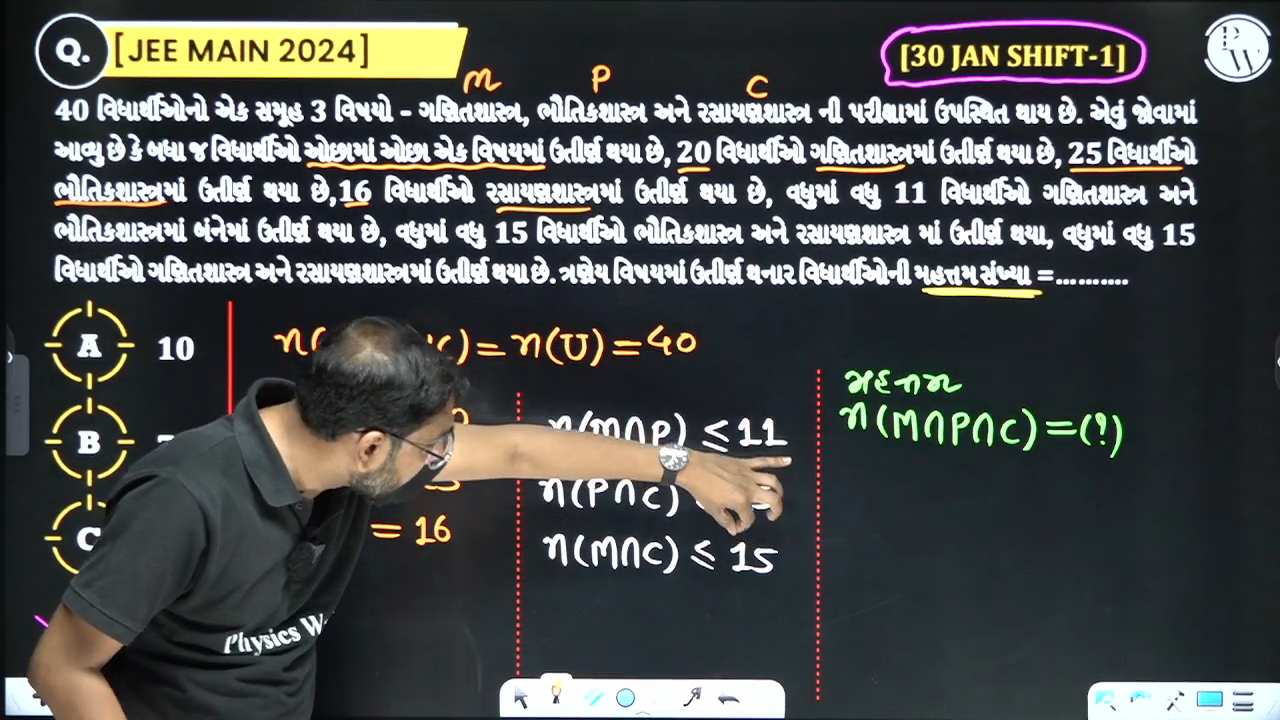 Q. [JEE MAIN 2024]
[30 JAN SHIFT-1]
PW
m P C
40 વિદ્યાર્થીઓનો એક સમૂહ 3 વિષયો - ગણિતશાસ્ત્ર, ભૌતિકશાસ્ત્ર અને રસાયણશાસ્ત્ર ની પરીક્ષામાં ઉપસ્થિત થાય છે. એવું જોવામાં
આવ્યુ છે કે બધા જ વિદ્યાર્થીઓ ઓછામાં ઓછા એક વિષયમાં ઉતીર્ણ થયા છે, 20 વિદ્યાર્થીઓ ગણિતશાસ્ત્રમાં ઉતીર્ણ થયા છે, 25 વિદ્યાર્થીઓ
ભૌતિકશાસ્ત્રમાં ઉતીર્ણ થયા છે,16 વિદ્યાર્થીઓ રસાયણશાસ્ત્રમાં ઉતીર્ણ થયા છે, વધુમાં વધુ 11 વિદ્યાર્થીઓ ગણિતશાસ્ત્ર અને
ભૌતિકશાસ્ત્રમાં બંનેમાં ઉતીર્ણ થયા છે, વધુમાં વધુ 15 વિદ્યાર્થીઓ ભૌતિકશાસ્ત્ર અને રસાયણશાસ્ત્ર માં ઉતીર્ણ થયા, વધુમાં વધુ 15
વિદ્યાર્થીઓ ગણિતશાસ્ત્ર અને રસાયણશાસ્ત્રમાં ઉતીર્ણ થયા છે. ત્રણેય વિષયમાં ઉતીર્ણ થનાર વિદ્યાર્થીઓની મહત્તમ સંખ્યા =...........
A 10
B
C
= n(U) = 40
= 16
n(M∩P) ≤ 11
n(P∩C)
n(M∩C) ≤ 15
મહત્તમ
n(M∩P∩C) = (?)
Physics W